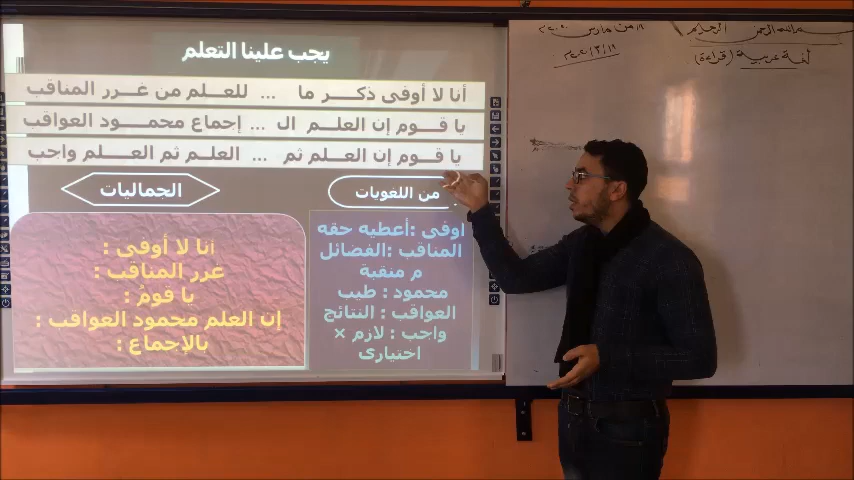 يجب علينا التعلم
أنا لا أوفى ذكر ما ... للعلم من غرر المناقب
يا قوم إن العلم ال ... إجماع محمود العواقب
يا قوم إن العلم ثم ... العلم ثم العلم واجب
من اللغويات
أوفى :أعطيه حقه
المناقب :الفضائل
م منقبة
محمود : طيب
العواقب : النتائج
واجب : لازم ×
اختيارى
الجماليات
أنا لا أوفى :
غرر المناقب :
يا قومُ :
إن العلم محمود العواقب :
بالإجماع :
بسم الله الرحمن الرحيم
لغة عربية (قراءة)
من مارس